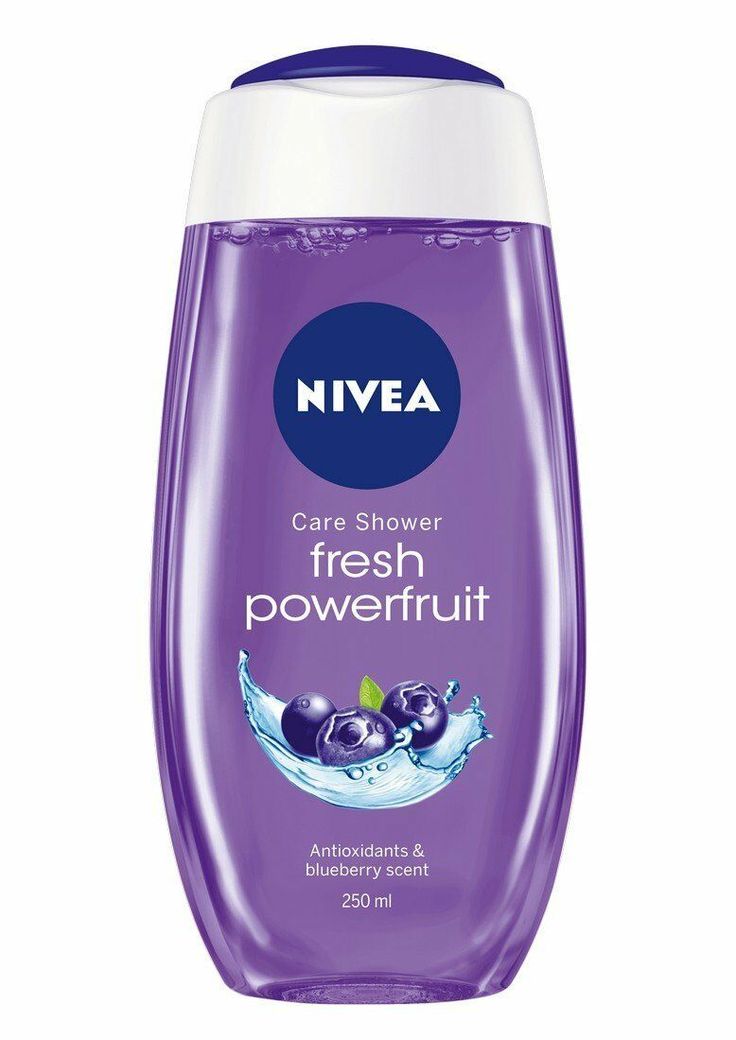 NIVEA
Care Shower
fresh
powerfruit
Antioxidants &
blueberry scent
250 ml